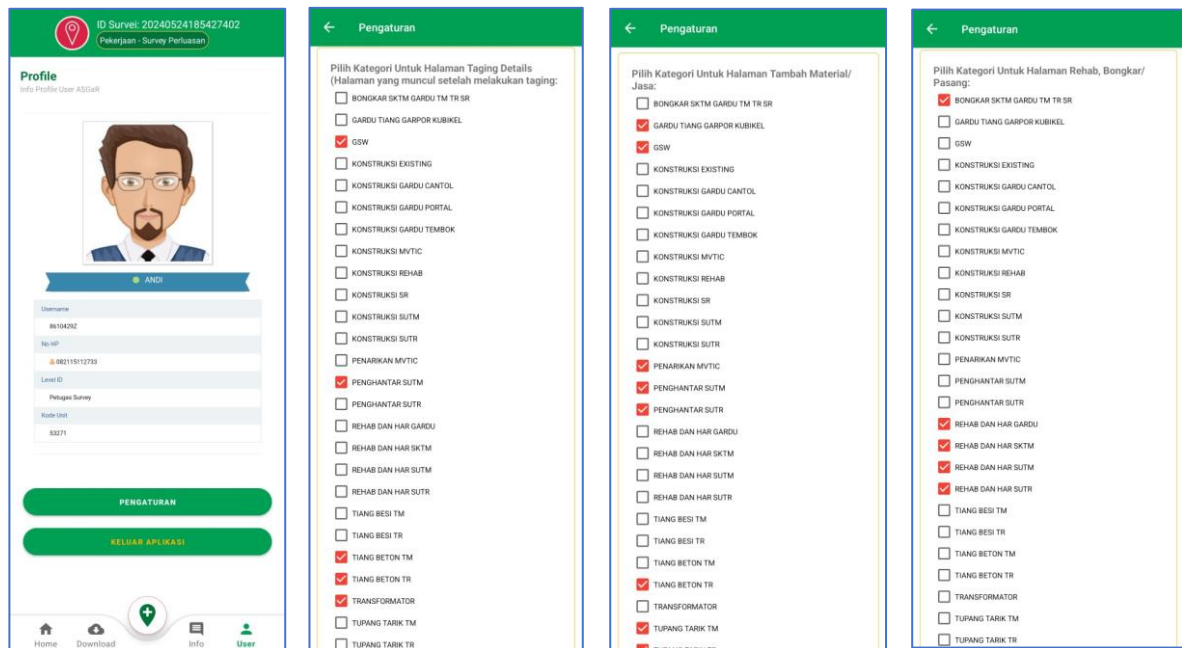 ID Survei: 20240524185427402
Pekerjaan - Survey Perluasan
Profile
Info Profile User ASGaR
ANDI
Username
8610429Z
No HP
082115112733
Level ID
Petugas Survey
Kode Unit
53271
PENGATURAN
KELUAR APLIKASI
Home
Download
Info
User
Pengaturan
Pilih Kategori Untuk Halaman Taging Details
(Halaman yang muncul setelah melakukan taging:
BONGKAR SKTM GARDU TM TR SR
GARDU TIANG GARPOR KUBIKEL
GSW
KONSTRUKSI EXISTING
KONSTRUKSI GARDU CANTOL
KONSTRUKSI GARDU PORTAL
KONSTRUKSI GARDU TEMBOK
KONSTRUKSI MVTIC
KONSTRUKSI REHAB
KONSTRUKSI SR
KONSTRUKSI SUTM
KONSTRUKSI SUTR
PENARIKAN MVTIC
PENGHANTAR SUTM
PENGHANTAR SUTR
REHAB DAN HAR GARDU
REHAB DAN HAR SKTM
REHAB DAN HAR SUTM
REHAB DAN HAR SUTR
TIANG BESI TM
TIANG BESI TR
TIANG BETON TM
TIANG BETON TR
TRANSFORMATOR
TUPANG TARIK TM
TUPANG TARIK TR
Pengaturan
Pilih Kategori Untuk Halaman Tambah Material/
Jasa:
BONGKAR SKTM GARDU TM TR SR
GARDU TIANG GARPOR KUBIKEL
GSW
KONSTRUKSI EXISTING
KONSTRUKSI GARDU CANTOL
KONSTRUKSI GARDU PORTAL
KONSTRUKSI GARDU TEMBOK
KONSTRUKSI MVTIC
KONSTRUKSI REHAB
KONSTRUKSI SR
KONSTRUKSI SUTM
KONSTRUKSI SUTR
PENARIKAN MVTIC
PENGHANTAR SUTM
PENGHANTAR SUTR
REHAB DAN HAR GARDU
REHAB DAN HAR SKTM
REHAB DAN HAR SUTM
REHAB DAN HAR SUTR
TIANG BESI TM
TIANG BESI TR
TIANG BETON TM
TIANG BETON TR
TRANSFORMATOR
TUPANG TARIK TM
Pengaturan
Pilih Kategori Untuk Halaman Rehab, Bongkar/
Pasang:
BONGKAR SKTM GARDU TM TR SR
GARDU TIANG GARPOR KUBIKEL
GSW
KONSTRUKSI EXISTING
KONSTRUKSI GARDU CANTOL
KONSTRUKSI GARDU PORTAL
KONSTRUKSI GARDU TEMBOK
KONSTRUKSI MVTIC
KONSTRUKSI REHAB
KONSTRUKSI SR
KONSTRUKSI SUTM
KONSTRUKSI SUTR
PENARIKAN MVTIC
PENGHANTAR SUTM
PENGHANTAR SUTR
REHAB DAN HAR GARDU
REHAB DAN HAR SKTM
REHAB DAN HAR SUTM
REHAB DAN HAR SUTR
TIANG BESI TM
TIANG BESI TR
TIANG BETON TM
TIANG BETON TR
TRANSFORMATOR
TUPANG TARIK TM
TUPANG TARIK TR